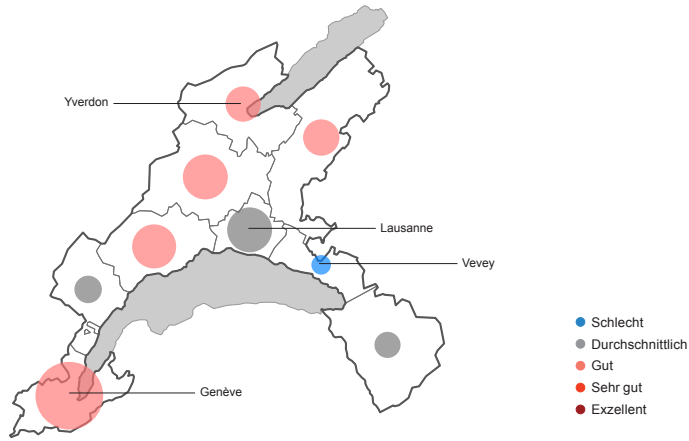 Yverdon
Lausanne
Vevey
Genève
Schlecht
Durchschnittlich
Gut
Sehr gut
Exzellent